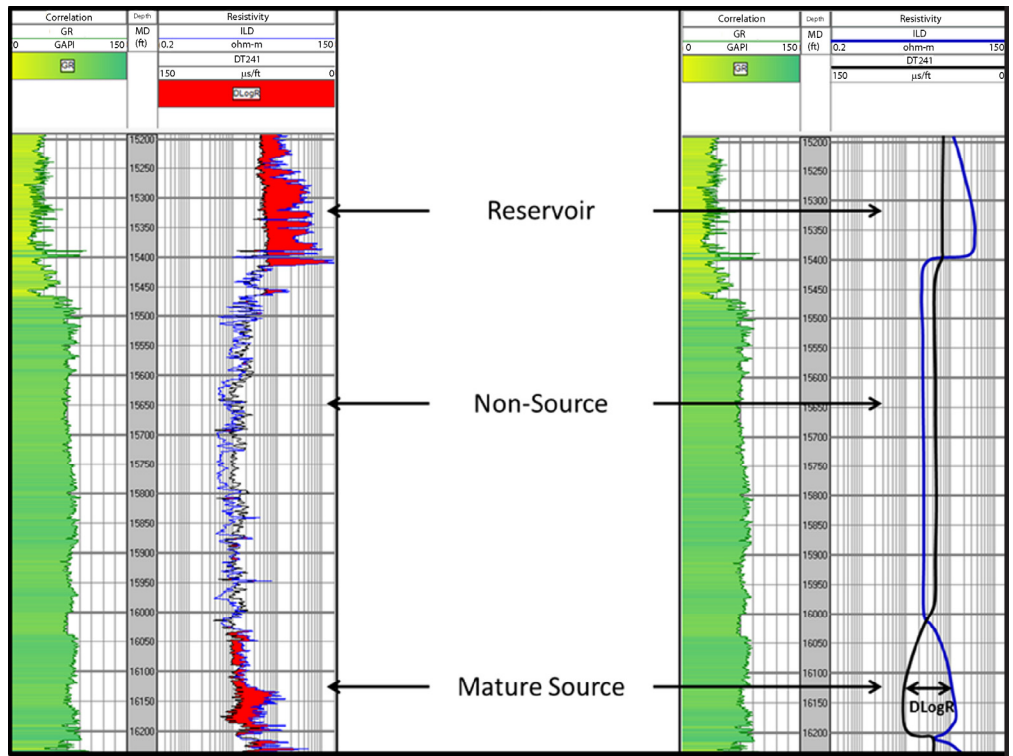 Correlation Depth Resistivity
GR MD ILD
0 GAPI 150 (ft) 0.2 ohm-m 150
DT241
150 µs/ft 0
GR
DLogR
15200
15250
15300
15350
15400
15450
15500
15550
15600
15650
15700
15750
15800
15850
15900
15950
16000
16050
16100
16150
16200
Reservoir
Non-Source
Mature Source
Correlation Depth Resistivity
GR MD ILD
0 GAPI 150 (ft) 0.2 ohm-m 150
DT241
150 µs/ft 0
GR
15200
15250
15300
15350
15400
15450
15500
15550
15600
15650
15700
15750
15800
15850
15900
15950
16000
16050
16100
16150
16200
DLogR